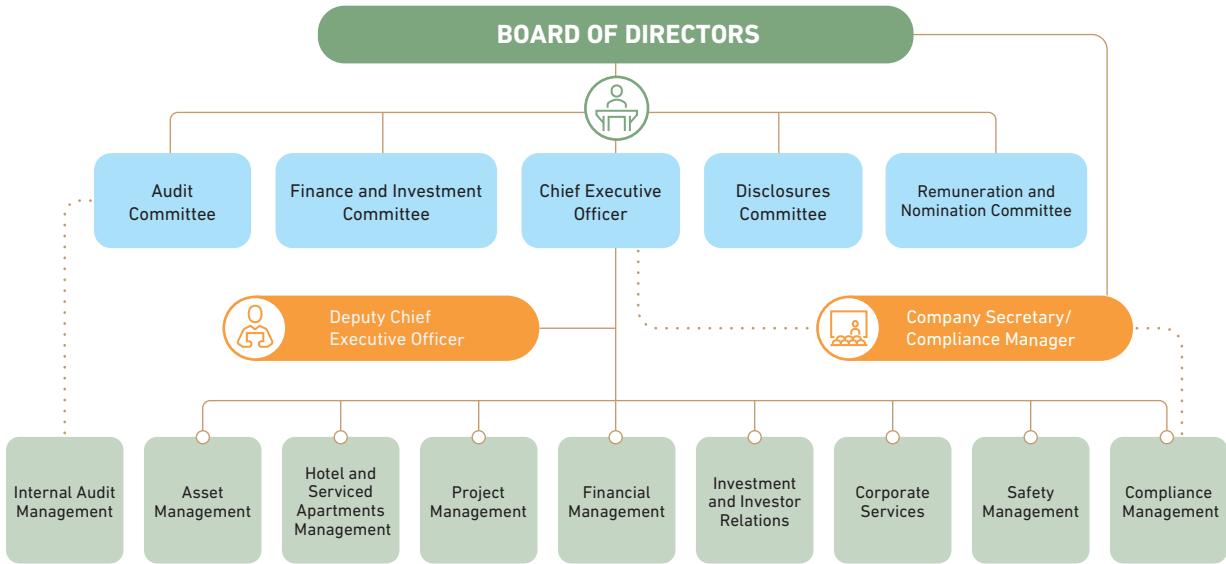 BOARD OF DIRECTORS
Audit
Committee
Finance and Investment
Committee
Chief Executive
Officer
Disclosures
Committee
Remuneration and
Nomination Committee
Deputy Chief
Executive Officer
Company Secretary/
Compliance Manager
Internal Audit
Management
Asset
Management
Hotel and
Serviced
Apartments
Management
Project
Management
Financial
Management
Investment
and Investor
Relations
Corporate
Services
Safety
Management
Compliance
Management